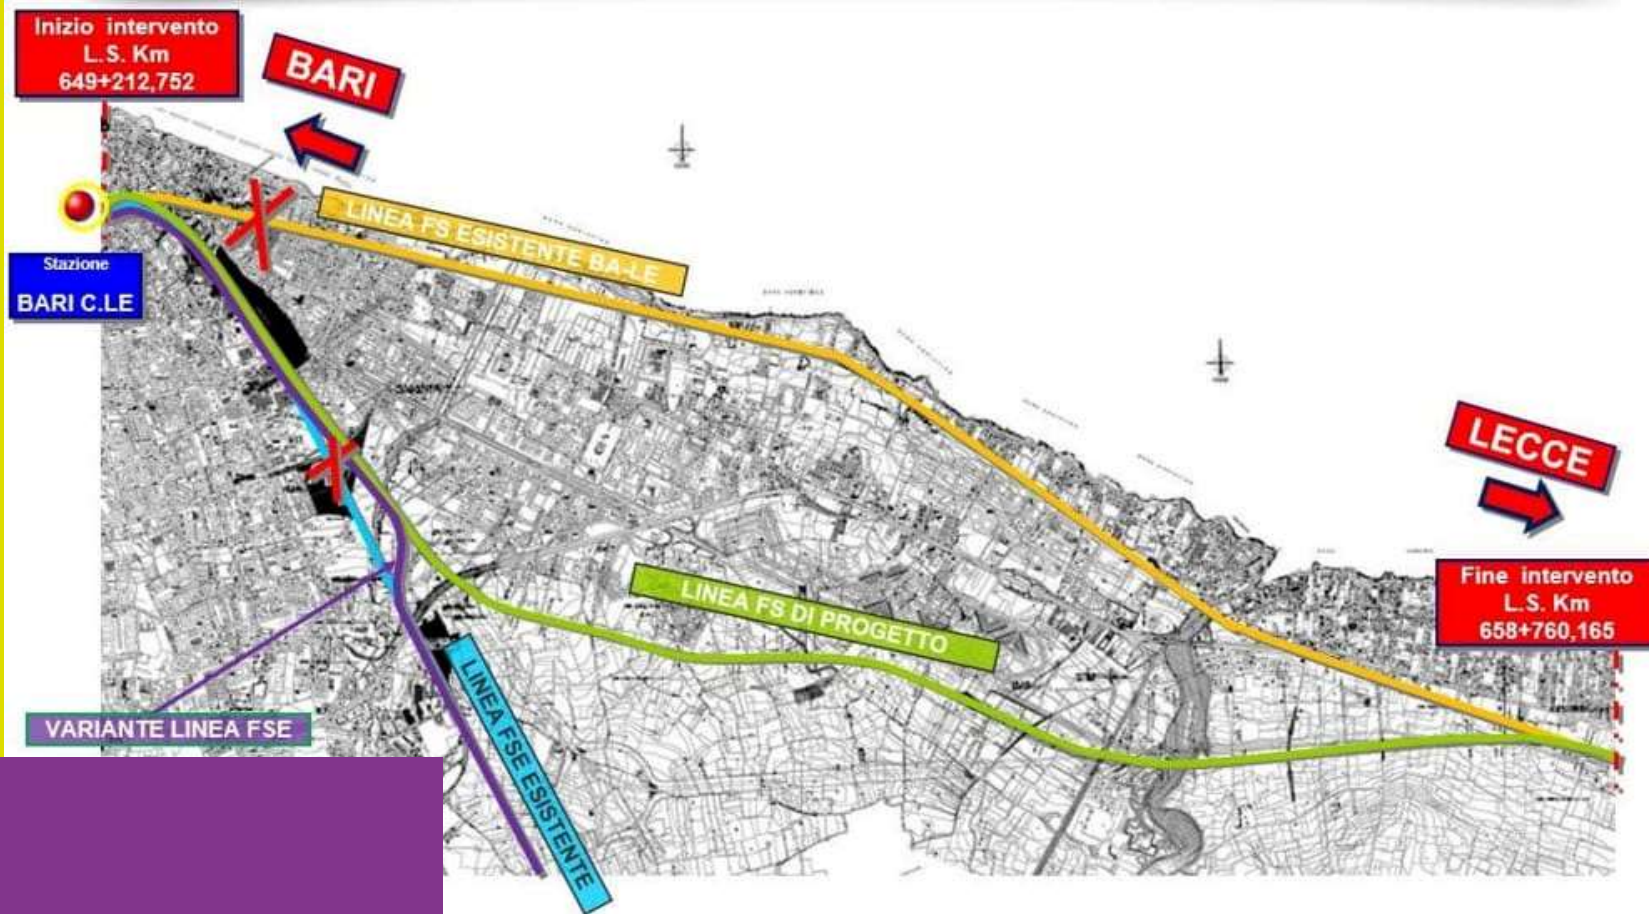 Inizio intervento
L.S. Km
649+212,752
BARI
LINEA FS ESISTENTE BA-LE
Stazione
BARI C.LE
LECCE
Fine intervento
L.S. Km
658+760,165
LINEA FS DI PROGETTO
LINEA FSE ESISTENTE
VARIANTE LINEA FSE